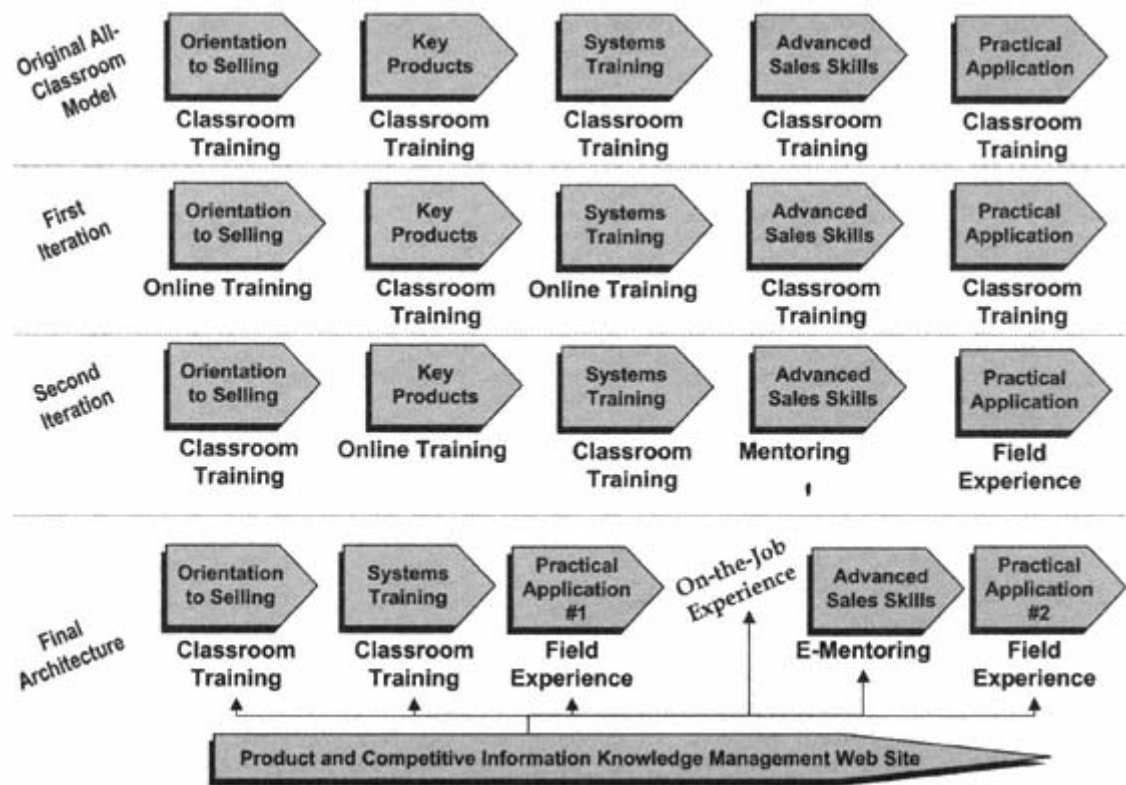 Original All-
Classroom
Model
Orientation
to Selling
Classroom
Training
Key
Products
Classroom
Training
Systems
Training
Classroom
Training
Advanced
Sales Skills
Classroom
Training
Practical
Application
Classroom
Training
First
Iteration
Orientation
to Selling
Online Training
Key
Products
Classroom
Training
Systems
Training
Online Training
Advanced
Sales Skills
Classroom
Training
Practical
Application
Classroom
Training
Second
Iteration
Orientation
to Selling
Classroom
Training
Key
Products
Online Training
Systems
Training
Classroom
Training
Advanced
Sales Skills
Mentoring
Practical
Application
Field
Experience
Final
Architecture
Orientation
to Selling
Classroom
Training
Systems
Training
Classroom
Training
Practical
Application
#1
Field
Experience
On-the-Job
Experience
Advanced
Sales Skills
E-Mentoring
Practical
Application
#2
Field
Experience
Product and Competitive Information Knowledge Management Web Site